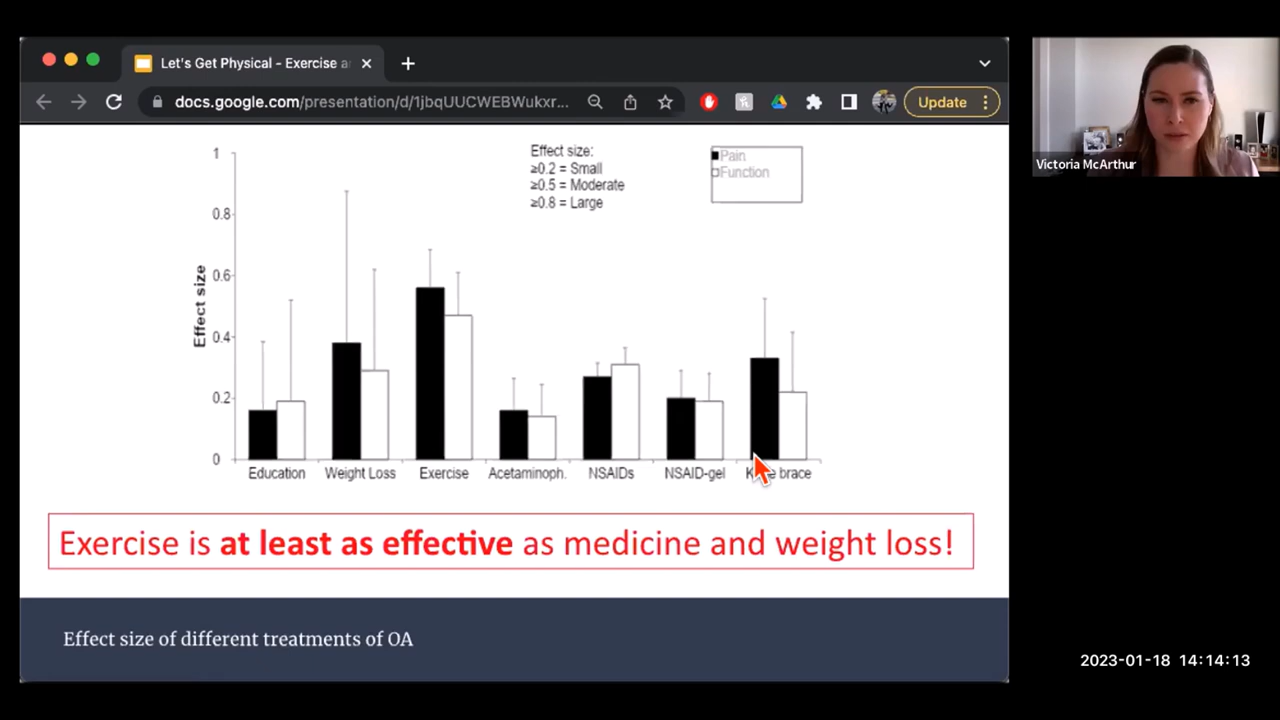 Let's Get Physical - Exercise a
docs.google.com/presentation/d/1jbqUUCWEBWukxr...
Update
Victoria McArthur
Effect size:
≥0.2 = Small
≥0.5 = Moderate
≥0.8 = Large
Pain
Function
1
0.8
0.6
0.4
0.2
0
Effect size
Education
Weight Loss
Exercise
Acetaminoph.
NSAIDs
NSAID-gel
brace
Exercise is at least as effective as medicine and weight loss!
Effect size of different treatments of OA
2023-01-18 14:14:13